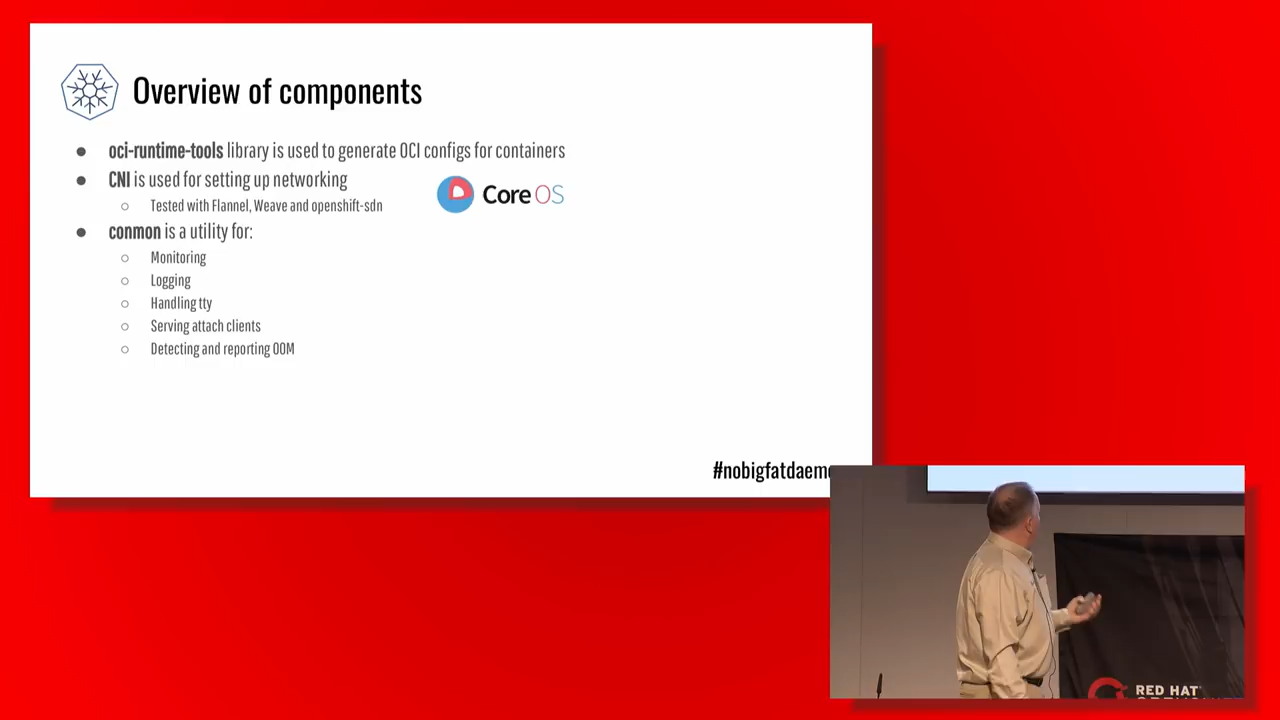 Overview of components
● oci-runtime-tools library is used to generate OCI configs for containers
● CNI is used for setting up networking
○ Tested with Flannel, Weave and openshift-sdn
Core OS
● conmon is a utility for:
○ Monitoring
○ Logging
○ Handling tty
○ Serving attach clients
○ Detecting and reporting OOM
#nobigfatdaem
RED HAT